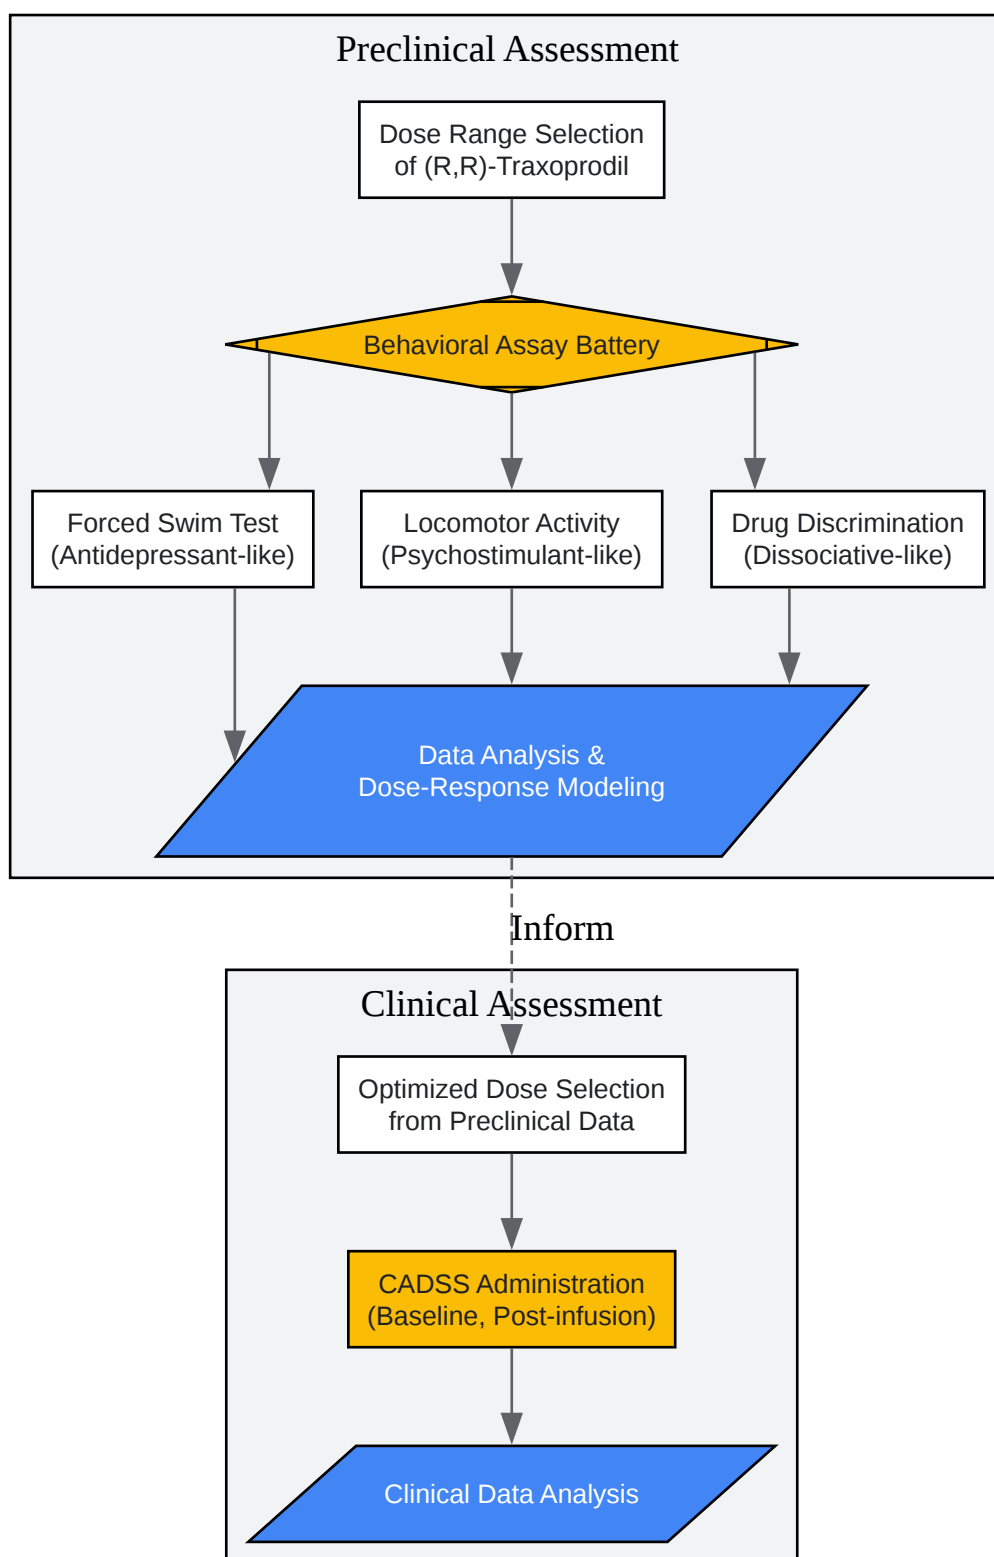 Preclinical Assessment
Dose Range Selection
of (R,R)-Traxoprodil
Behavioral Assay Battery
Forced Swim Test
(Antidepressant-like)
Locomotor Activity
(Psychostimulant-like)
Drug Discrimination
(Dissociative-like)
Data Analysis &
Dose-Response Modeling
Inform
Clinical Assessment
Optimized Dose Selection
from Preclinical Data
CADSS Administration
(Baseline, Post-infusion)
Clinical Data Analysis